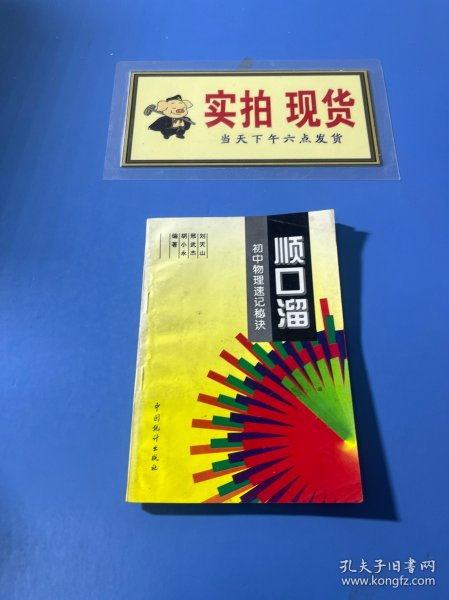 实拍 现货
当天下午六点发货
顺口溜
初中物理速记秘诀
刘天山
郑武杰
胡小永
编著
中国统计出版社
孔夫子旧书网
www.kongfz.com